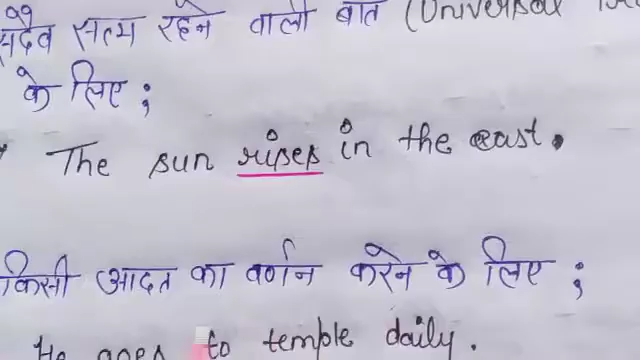 सदैव सत्य रहने वाली बात (Universal
के लिए ;
The sun rises in the east.
किसी आदत का वर्णन करने के लिए ;
He goes to temple daily.